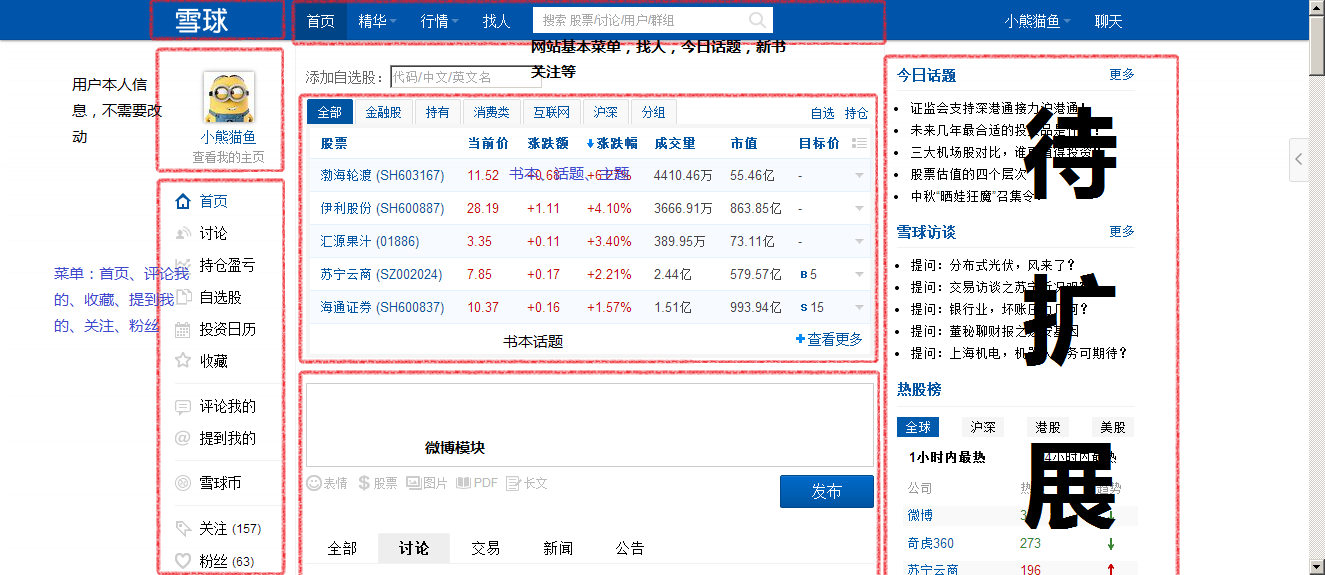 雪球
首页 精华 行情 找人
搜索 股票/讨论/用户/群组
小熊猫鱼 聊天
网站基本菜单，找人，今日话题，新书
关注等
用户本人信
息，不需要改
动
小熊猫鱼
查看我的主页
首页
讨论
持仓盈亏
自选股
投资日历
收藏
评论我的
提到我的
雪球币
关注 (157)
粉丝 (63)
菜单：首页、评论我
的、收藏、提到我
的、关注、粉丝
添加自选股：
代码/中文/英文名
全部 金融股 持有 消费类 互联网 沪深 分组 自选 持仓
股票 当前价 涨跌额 涨跌幅 成交量 市值 目标价
渤海轮渡 (SH603167) 11.52 4410.46万 55.46亿 -
书本、话题、主题
伊利股份 (SH600887) 28.19 +1.11 +4.10% 3666.91万 863.85亿 -
汇源果汁 (01886) 3.35 +0.11 +3.40% 389.95万 73.11亿 -
苏宁云商 (SZ002024) 7.85 +0.17 +2.21% 2.44亿 579.57亿 B 5
海通证券 (SH600837) 10.37 +0.16 +1.57% 1.51亿 993.94亿 S 15
书本话题
+查看更多
微博模块
表情 股票 图片 PDF 长文
发布
全部 讨论 交易 新闻 公告
今日话题 更多
证监会支持深港通接力沪港通
未来几年最合适的投
三大机场股对比，谁
股票估值的四个层次
中秋“晒娃狂魔”召集令
雪球访谈 更多
提问：分布式光伏，风来了？
提问：交易访谈之苏宁
提问：银行业，坏账
提问：董秘聊财报之
提问：上海机电，机 务可期待？
热股榜
全球 沪深 港股 美股
1小时内最热
公司
微博
奇虎360 273 ↓
苏宁云商 196 ↑
待
扩
展